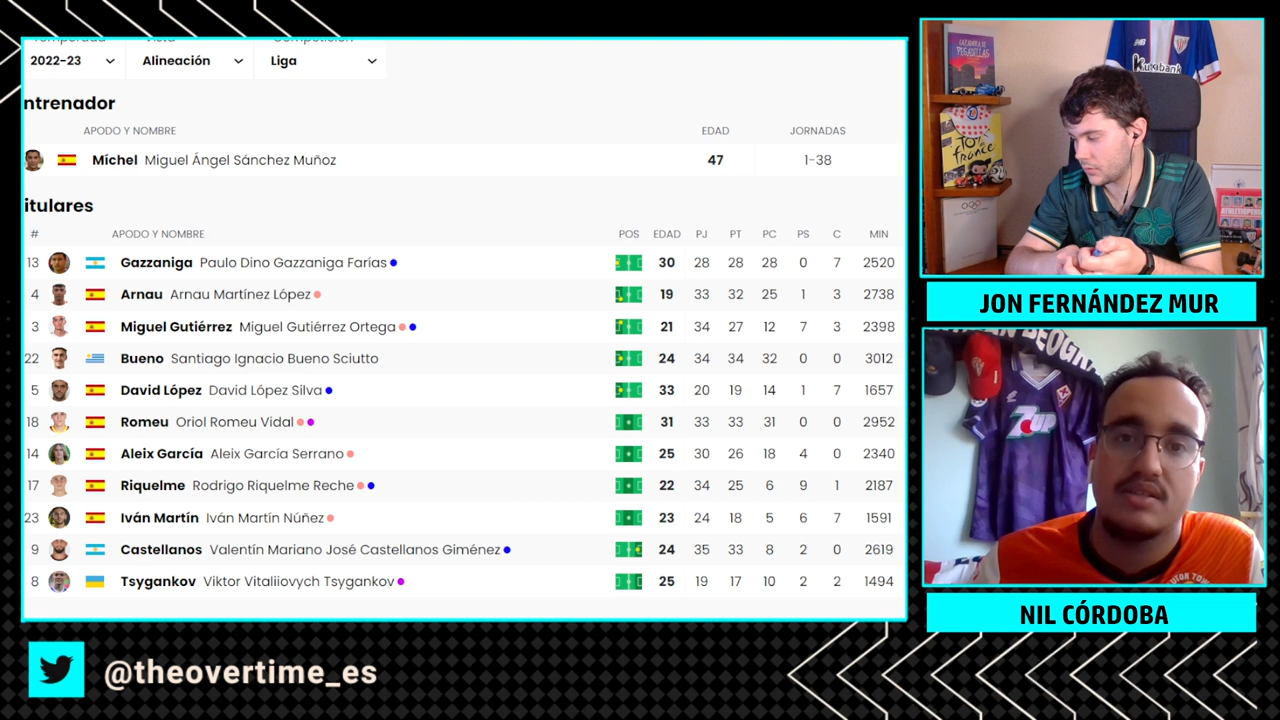 Temporada Vista Competición
2022-23 Alineación Liga
ntrenador
APODO Y NOMBRE EDAD JORNADAS
Míchel Miguel Ángel Sánchez Muñoz 47 1-38
itulares
# APODO Y NOMBRE POS EDAD PJ PT PC PS C MIN
13 Gazzaniga Paulo Dino Gazzaniga Farías 30 28 28 28 0 7 2520
4 Arnau Arnau Martínez López 19 33 32 25 1 3 2738
3 Miguel Gutiérrez Miguel Gutiérrez Ortega 21 34 27 12 7 3 2398
22 Bueno Santiago Ignacio Bueno Sciutto 24 34 34 32 0 0 3012
5 David López David López Silva 33 20 19 14 1 7 1657
18 Romeu Oriol Romeu Vidal 31 33 33 31 0 0 2952
14 Aleix García Aleix García Serrano 25 30 26 18 4 0 2340
17 Riquelme Rodrigo Riquelme Reche 22 34 25 6 9 1 2187
23 Iván Martín Iván Martín Núñez 23 24 18 5 6 7 1591
9 Castellanos Valentín Mariano José Castellanos Giménez 24 35 33 8 2 0 2619
8 Tsygankov Viktor Vitaliiovych Tsygankov 25 19 17 10 2 2 1494
@theovertime_es
PEGANILLAS
Kutxabank
TOUR
france
JON FERNÁNDEZ MUR
BEOGRA
7UP
NIL CÓRDOBA